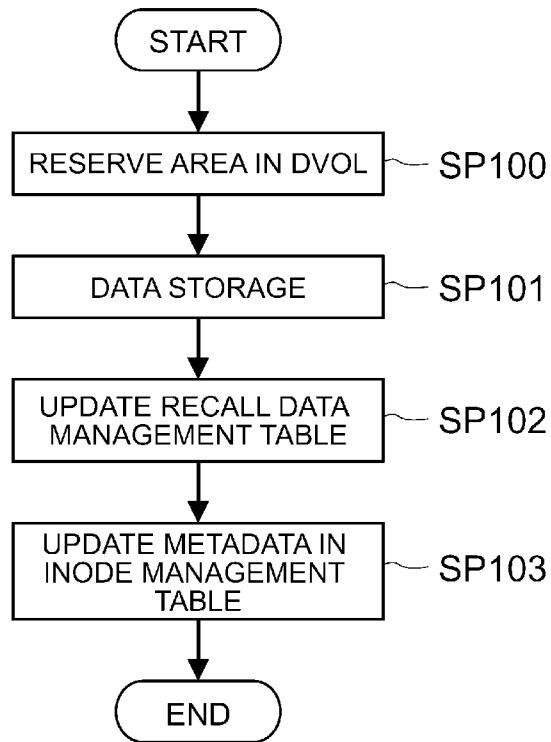 START
RESERVE AREA IN DVOL
SP100
DATA STORAGE
SP101
UPDATE RECALL DATA
MANAGEMENT TABLE
SP102
UPDATE METADATA IN
INODE MANAGEMENT
TABLE
SP103
END